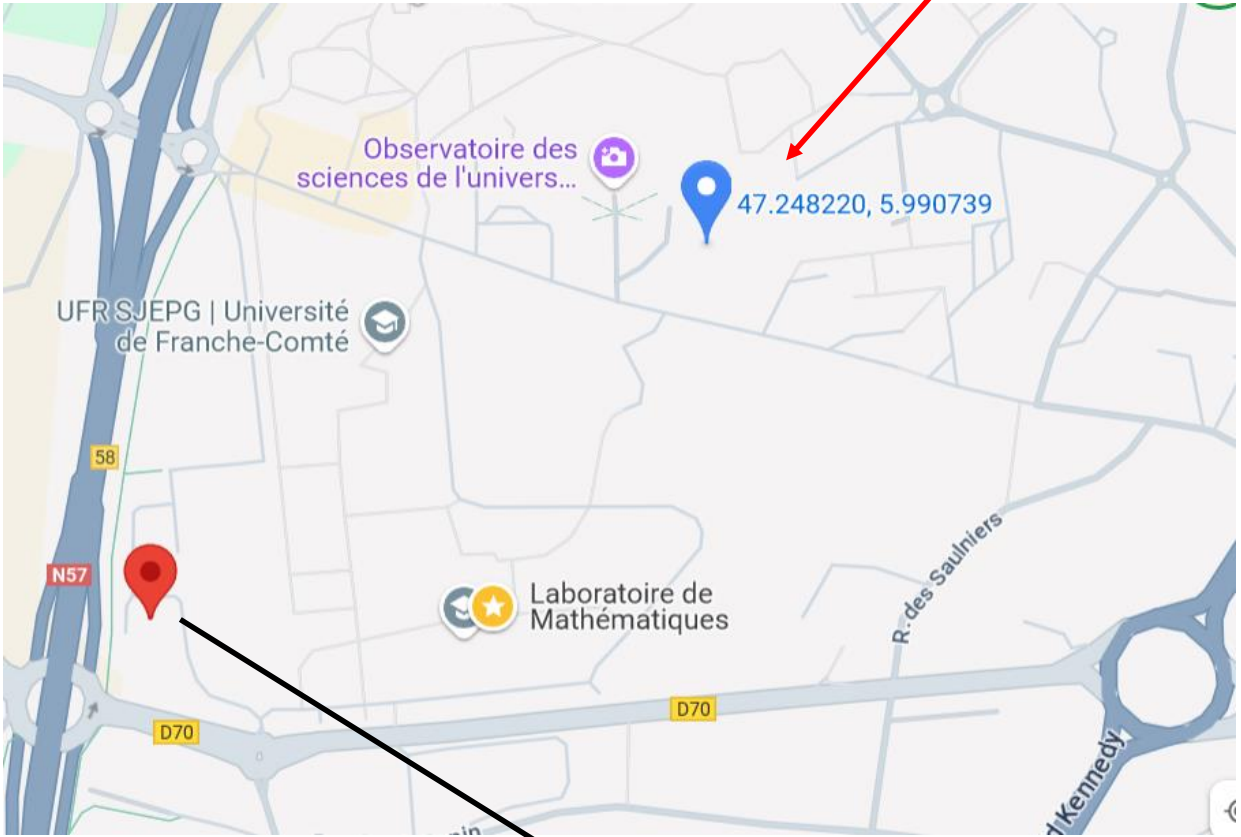 Observatoire des
sciences de l'univers...
47.248220, 5.990739
UFR SJEPG | Université
de Franche-Comté
58
N57
Laboratoire de
Mathématiques
R. des Saulniers
D70
D70
Kennedy